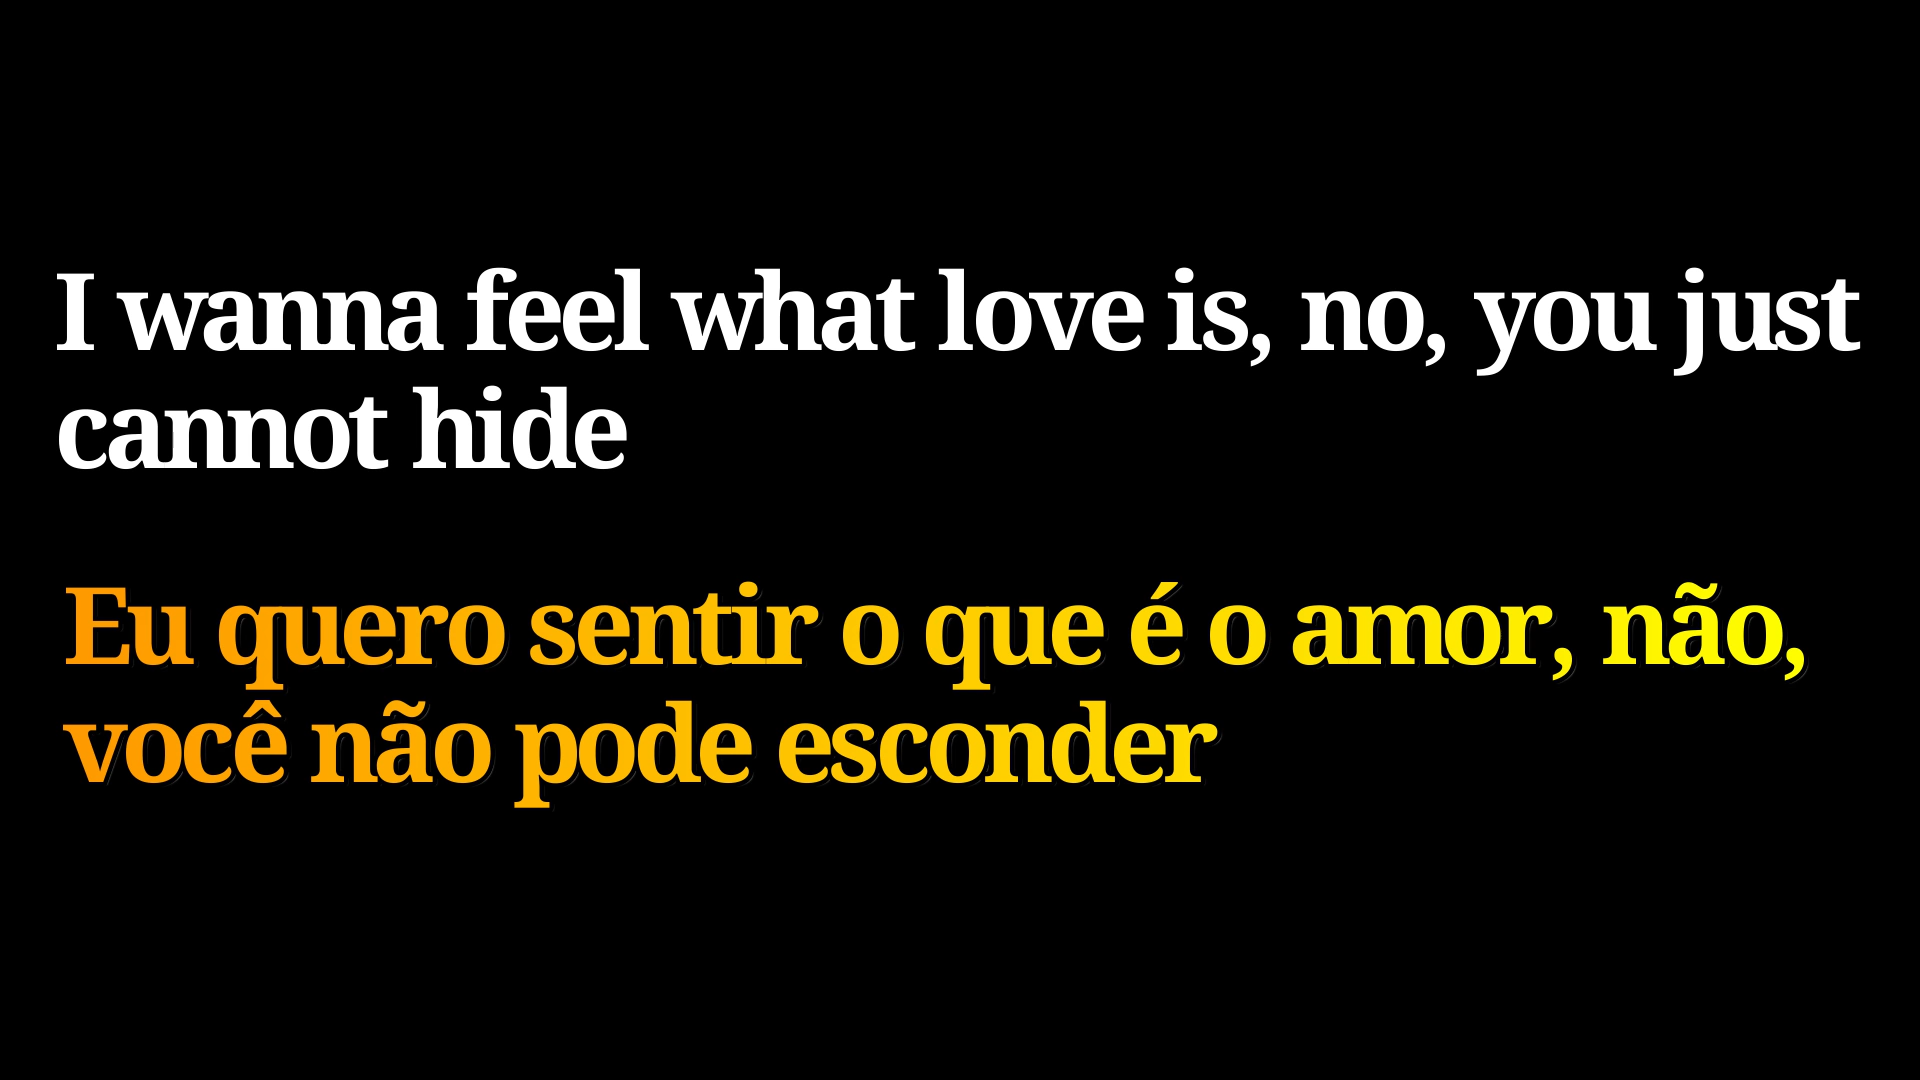 I wanna feel what love is, no, you just
cannot hide
Eu quero sentir o que é o amor, não,
você não pode esconder